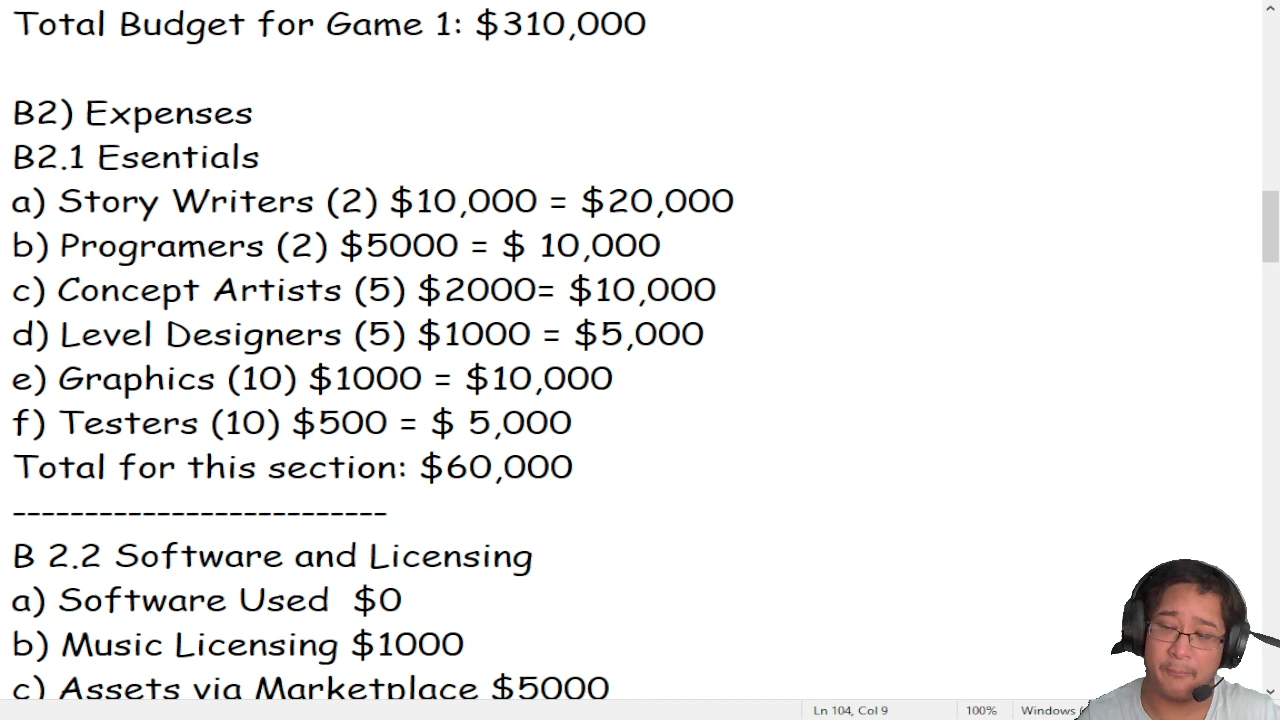 Total Budget for Game 1: $310,000
B2) Expenses
B2.1 Esentials
a) Story Writers (2) $10,000 = $20,000
b) Programers (2) $5000 = $ 10,000
c) Concept Artists (5) $2000= $10,000
d) Level Designers (5) $1000 = $5,000
e) Graphics (10) $1000 = $10,000
f) Testers (10) $500 = $ 5,000
Total for this section: $60,000
--------------------------
B 2.2 Software and Licensing
a) Software Used  $0
b) Music Licensing $1000
c) Assets via Marketplace $5000
Ln 104, Col 9 100% Windows (